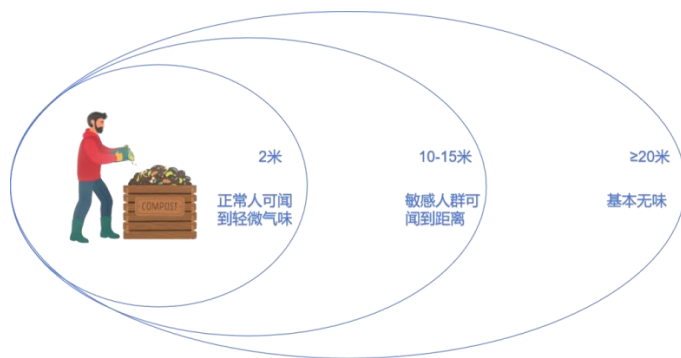 2米
正常人可闻
到轻微气味
10-15米
敏感人群可
闻到距离
≥20米
基本无味
COMPOST